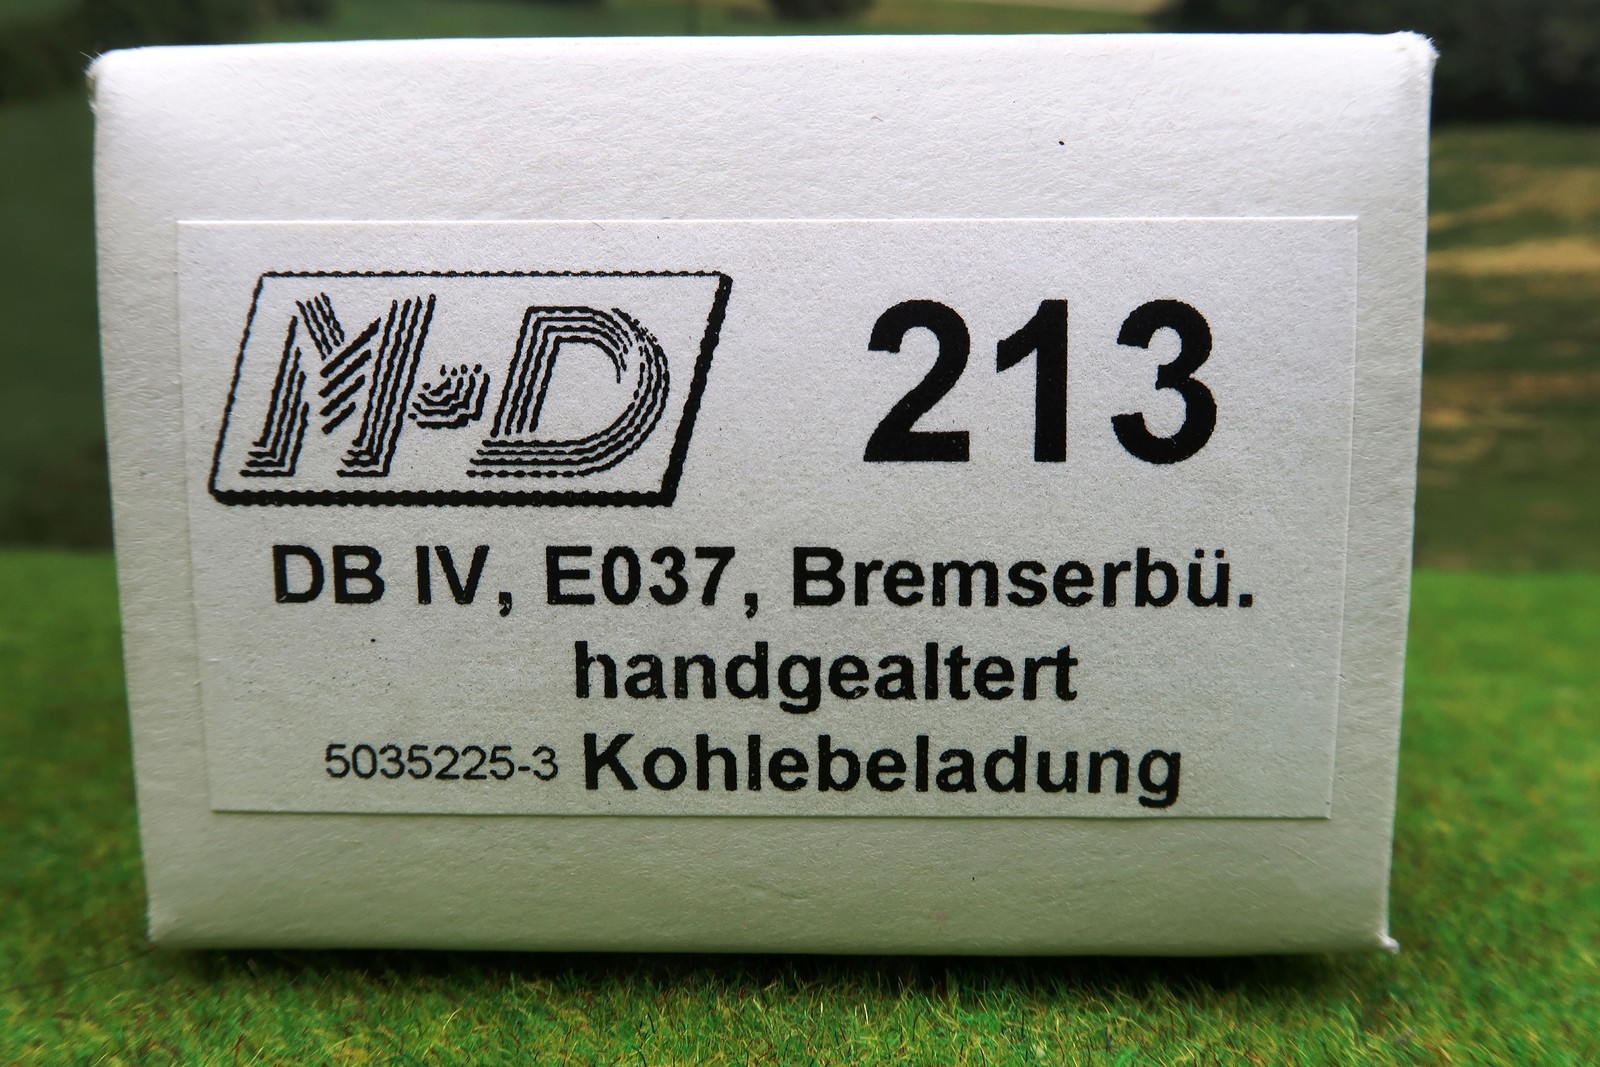 M+D 213
DB IV, E037, Bremserbü.
handgealtert
5035225-3 Kohlebeladung